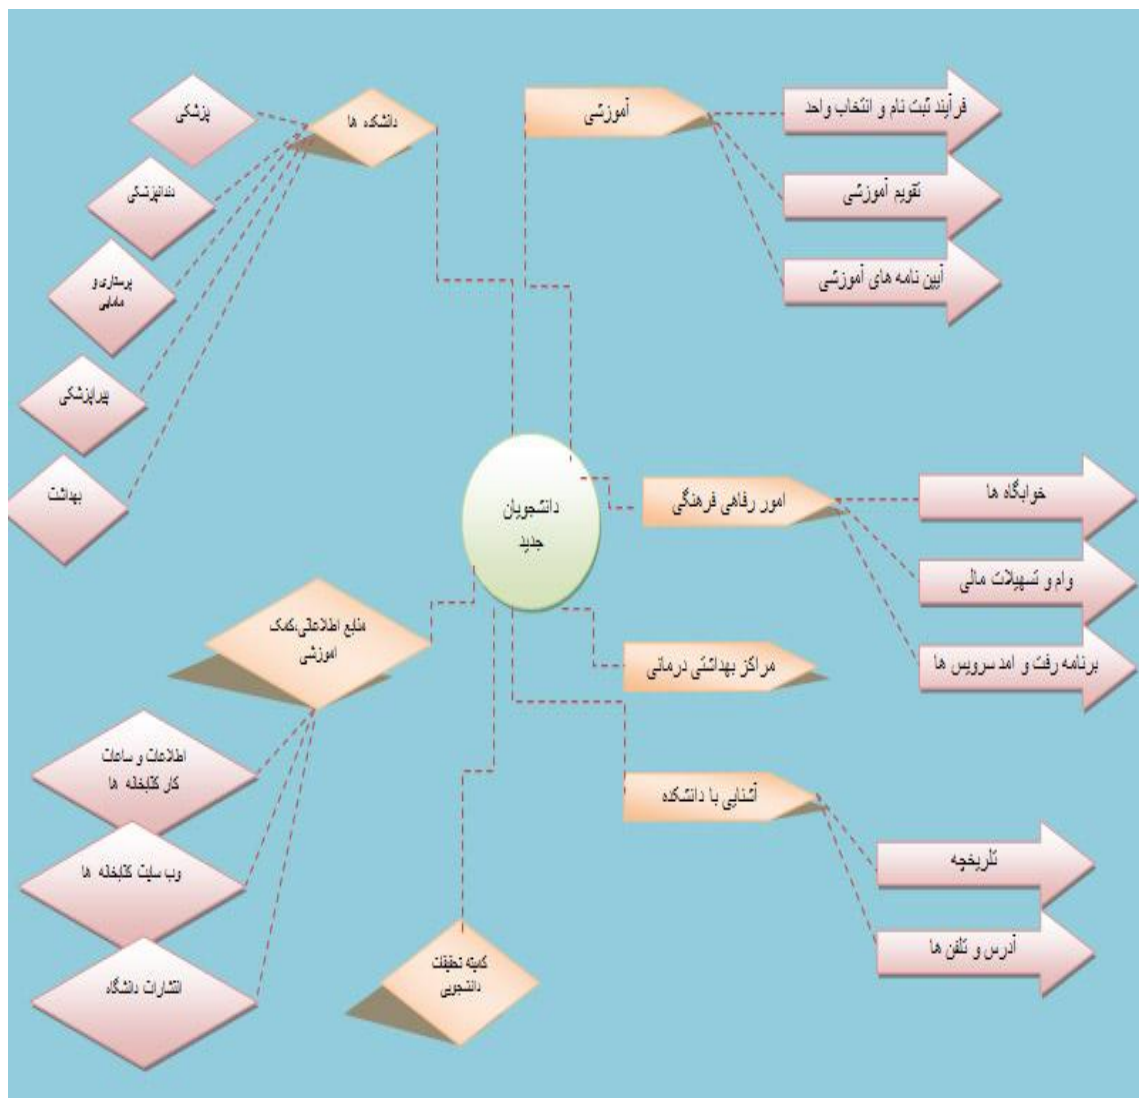 آموزشی
فرآیند ثبت نام و انتخاب واحد
تقویم آموزشی
آیین نامه های آموزشی
دانشکده ها
پزشکی
دندانپزشکی
پرستاری و
مامایی
پیراپزشکی
بهداشت
دانشجویان
جدید
امور رفاهی فرهنگی
خوابگاه ها
وام و تسهیلات مالی
برنامه رفت و امد سرویس ها
مراکز بهداشتی درمانی
آشنایی با دانشکده
تاریخچه
آدرس و تلفن ها
منابع اطلاعاتی،کمک
اموزشی
اطلاعات و ساعات
کار کتابخانه ها
وب سایت کتابخانه ها
انتشارات دانشگاه
کمیته تحقیقات
دانشجویی